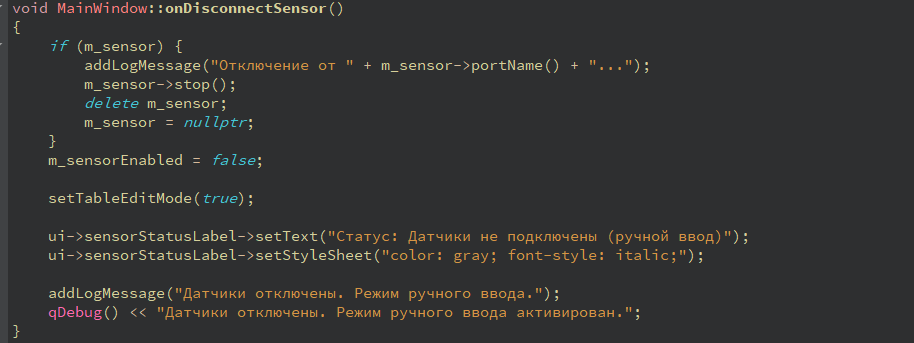 void MainWindow::onDisconnectSensor()
{
    if (m_sensor) {
        addLogMessage("Отключение от " + m_sensor->portName() + "...");
        m_sensor->stop();
        delete m_sensor;
        m_sensor = nullptr;
    }
    m_sensorEnabled = false;

    setTableEditMode(true);

    ui->sensorStatusLabel->setText("Статус: Датчики не подключены (ручной ввод)");
    ui->sensorStatusLabel->setStyleSheet("color: gray; font-style: italic;");

    addLogMessage("Датчики отключены. Режим ручного ввода.");
    qDebug() << "Датчики отключены. Режим ручного ввода активирован.";
}